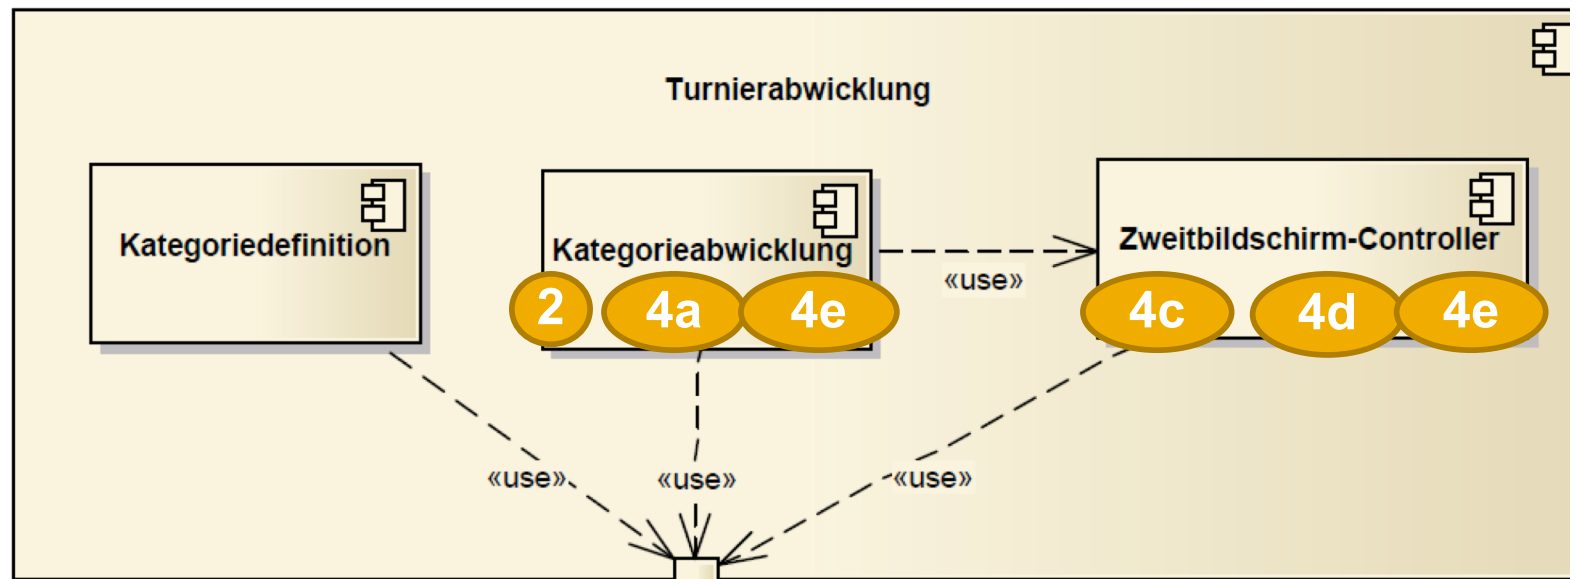 Turnierabwicklung
Kategoriedefinition
Kategorieabwicklung
Zweitbildschirm-Controller
«use»
2
4a
4e
4c
4d
4e
«use»
«use»
«use»